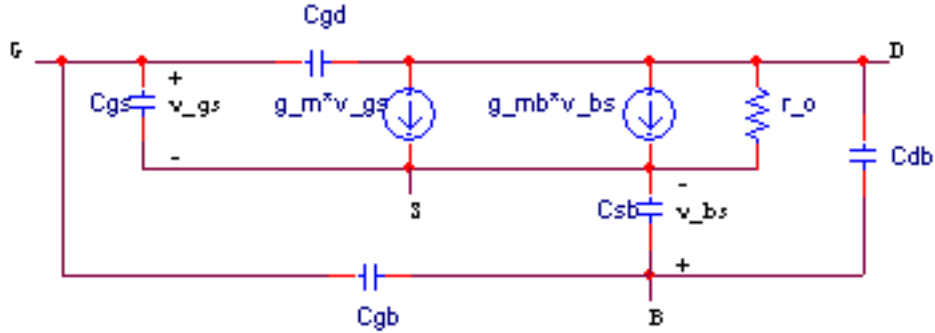 Cgd
G
D
+
Cgs
v_gs
g_m*v_gs
g_mb*v_bs
r_o
-
Cdb
-
S
Csb
v_bs
+
Cgb
B